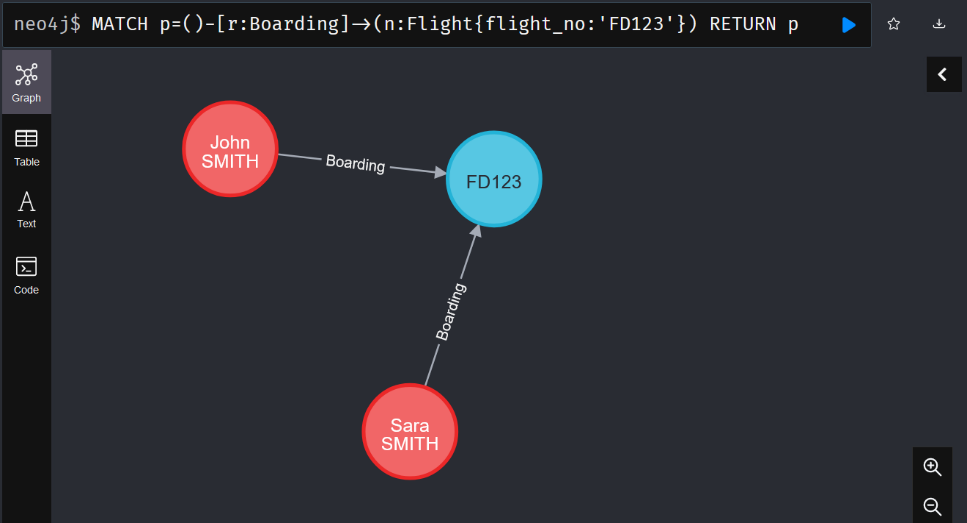 neo4j$ MATCH p=()-[r:Boarding]→(n:Flight{flight_no:'FD123'}) RETURN p
Graph
Table
Text
Code
John
SMITH
Boarding
FD123
Boarding
Sara
SMITH